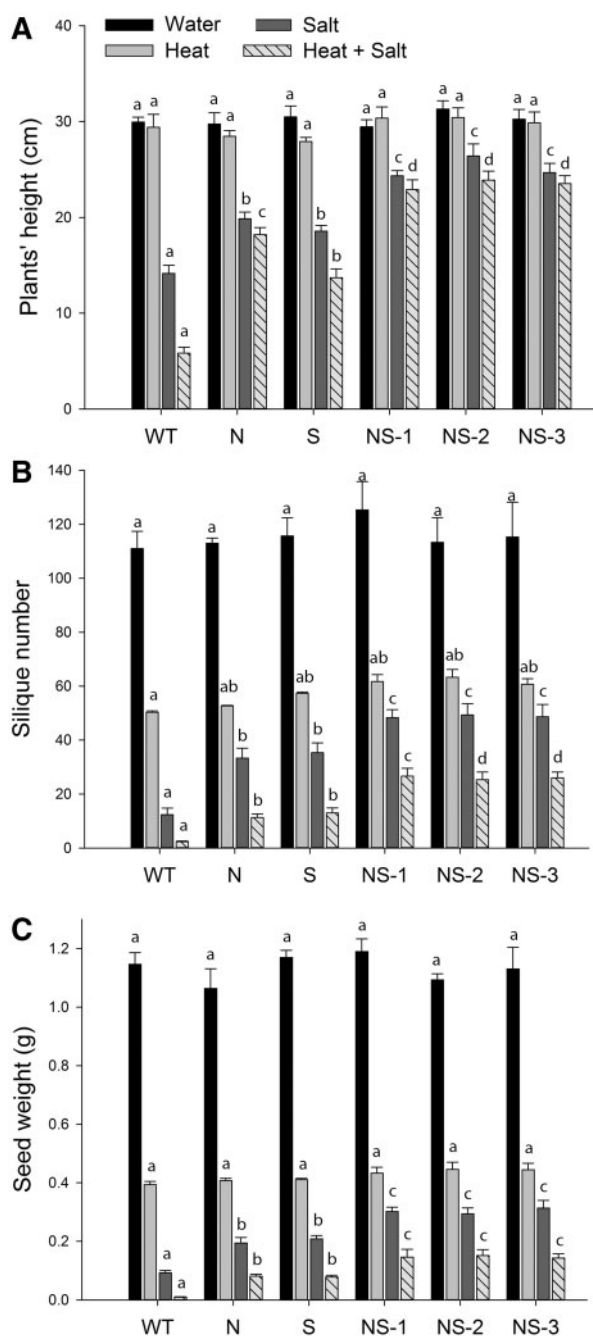 A
Water
Salt
Heat
Heat + Salt
Plants' height (cm)
40
30
20
10
0
a a a a
a a b c
a a b b
a a c d
a a c d
a a c d
WT N S NS-1 NS-2 NS-3
B
Silique number
140
120
100
80
60
40
20
0
a a a a
a ab b b
a ab b b
a ab c c
a ab c d
a ab c d
WT N S NS-1 NS-2 NS-3
C
Seed weight (g)
1.2
1.0
0.8
0.6
0.4
0.2
0.0
a a a a
a a b b
a a b b
a a c c
a a c c
a a c c
WT N S NS-1 NS-2 NS-3